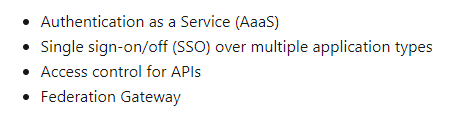 • Authentication as a Service (AaaS)
• Single sign-on/off (SSO) over multiple application types
• Access control for APIs
• Federation Gateway